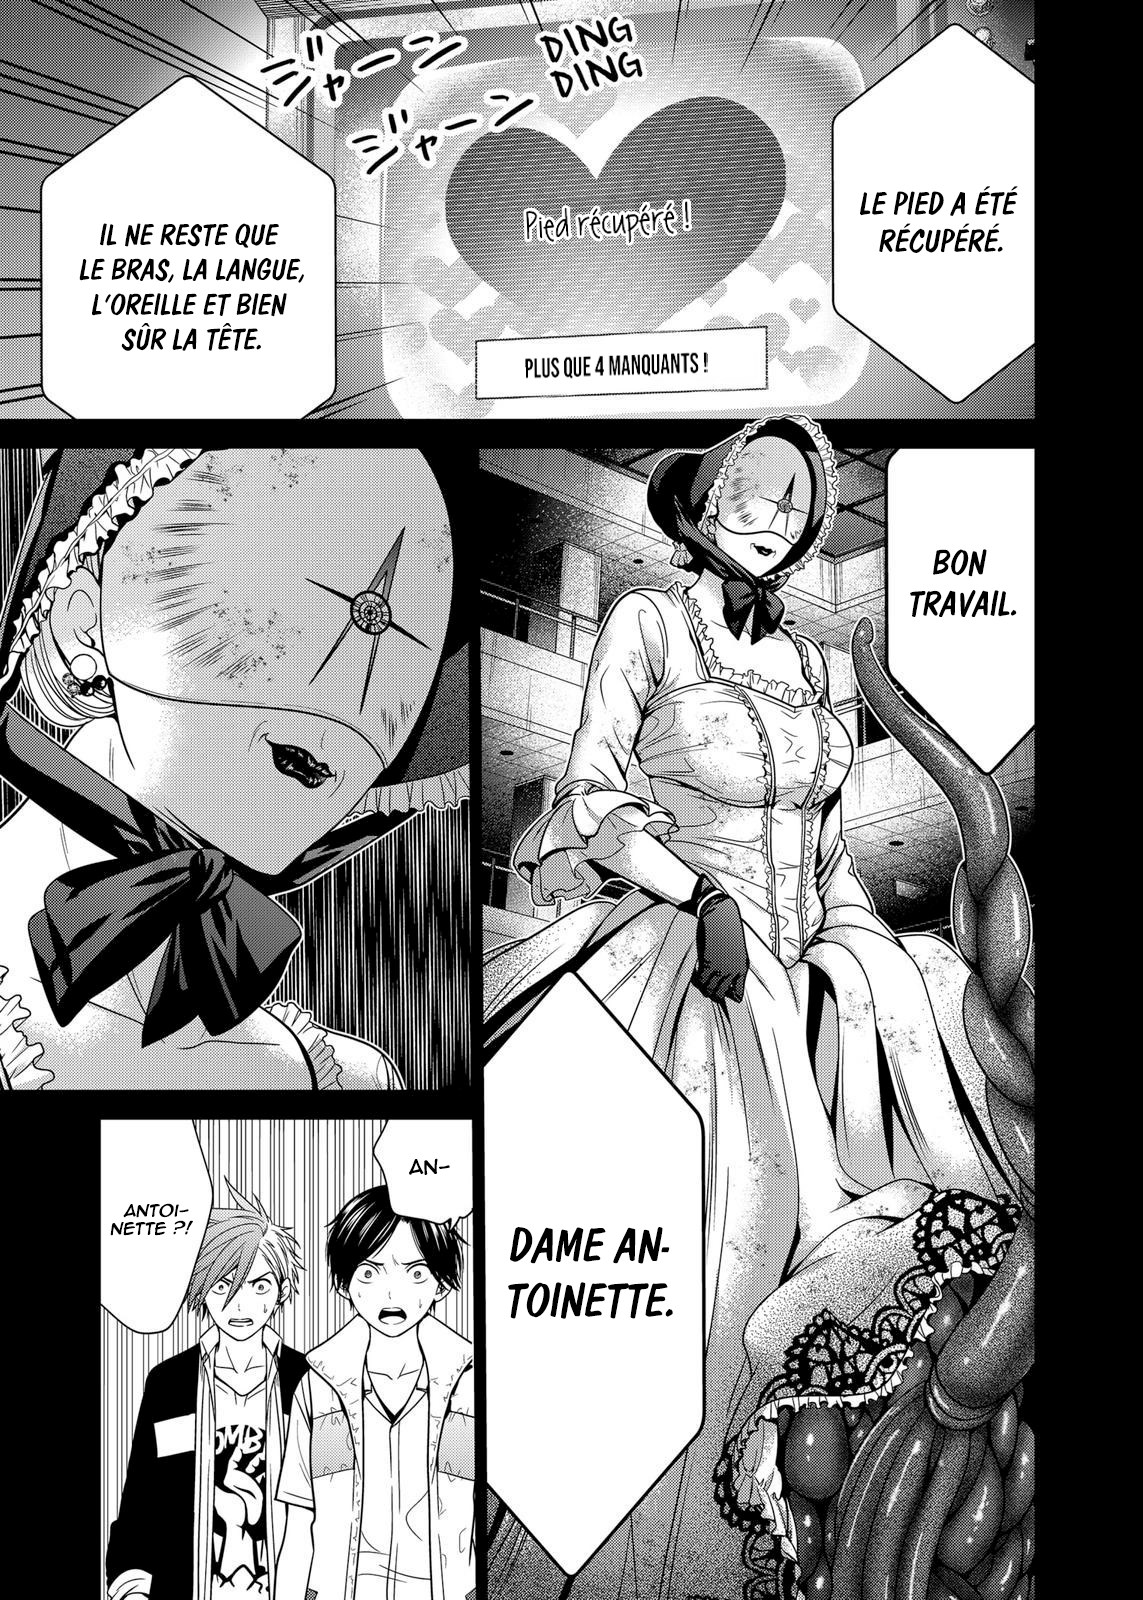 LE PIED A ÉTÉ
RÉCUPÉRÉ.
DING
DING
ジャーン
ジャーン
Pied récupéré !
PLUS QUE 4 MANQUANTS !
IL NE RESTE QUE
LE BRAS, LA LANGUE,
L'OREILLE ET BIEN
SÛR LA TÊTE.
BON
TRAVAIL.
DAME AN-
TOINETTE.
AN-
ANTOI-
NETTE ?!
OMB